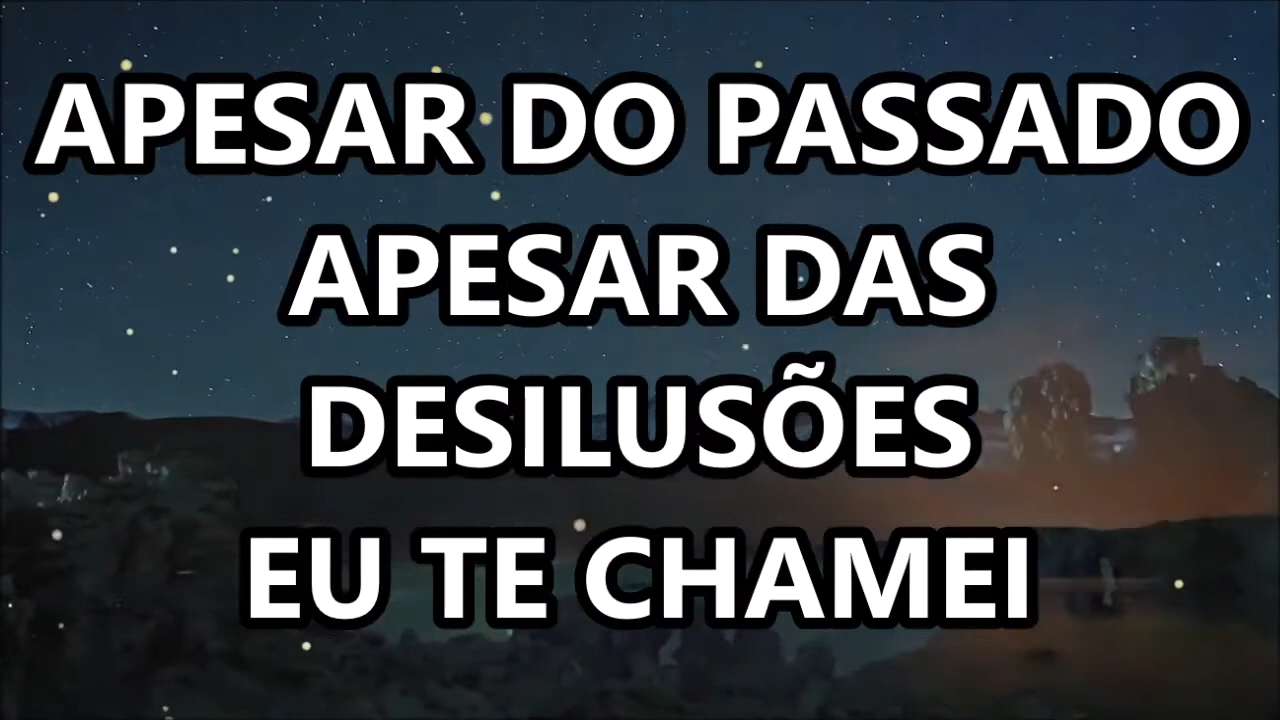 APESAR DO PASSADO
APESAR DAS
DESILUSÕES
EU TE CHAMEI